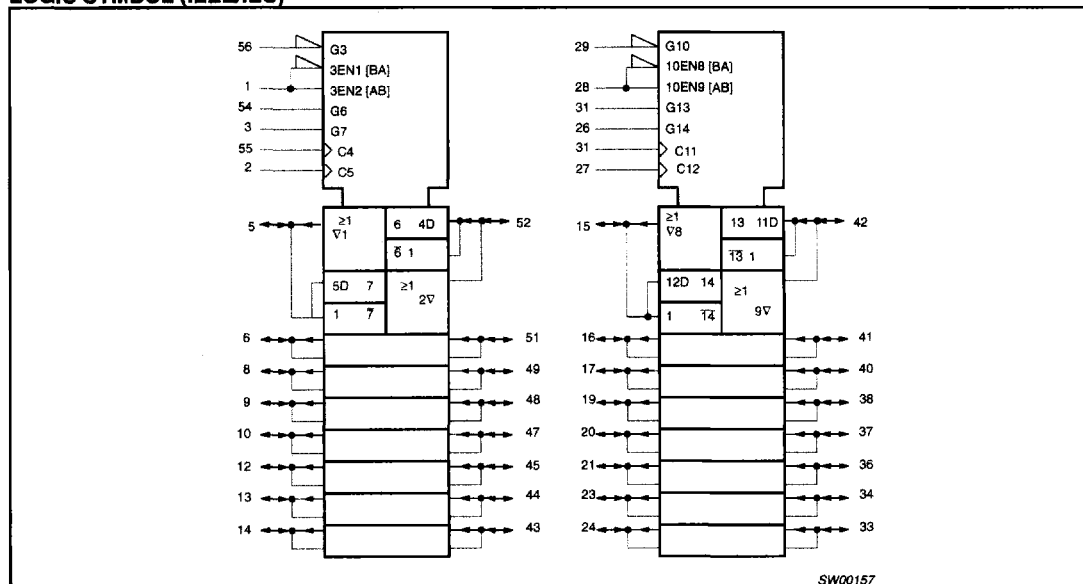 LOGIC SYMBOL (IEEE/IEC)
56 G3
3EN1 [BA]
1 3EN2 [AB]
54 G6
3 G7
55 C4
2 C5
5 ≥1 6 4D 52
∇1
6̅ 1
5D 7 ≥1
2∇
1 7̅
6 51
8 49
9 48
10 47
12 45
13 44
14 43
29 G10
10EN8 [BA]
28 10EN9 [AB]
31 G13
26 G14
31 C11
27 C12
15 ≥1 13 11D 42
∇8
1̅3̅ 1
12D 14 ≥1
9∇
1 1̅4̅
16 41
17 40
19 38
20 37
21 36
23 34
24 33
SW00157